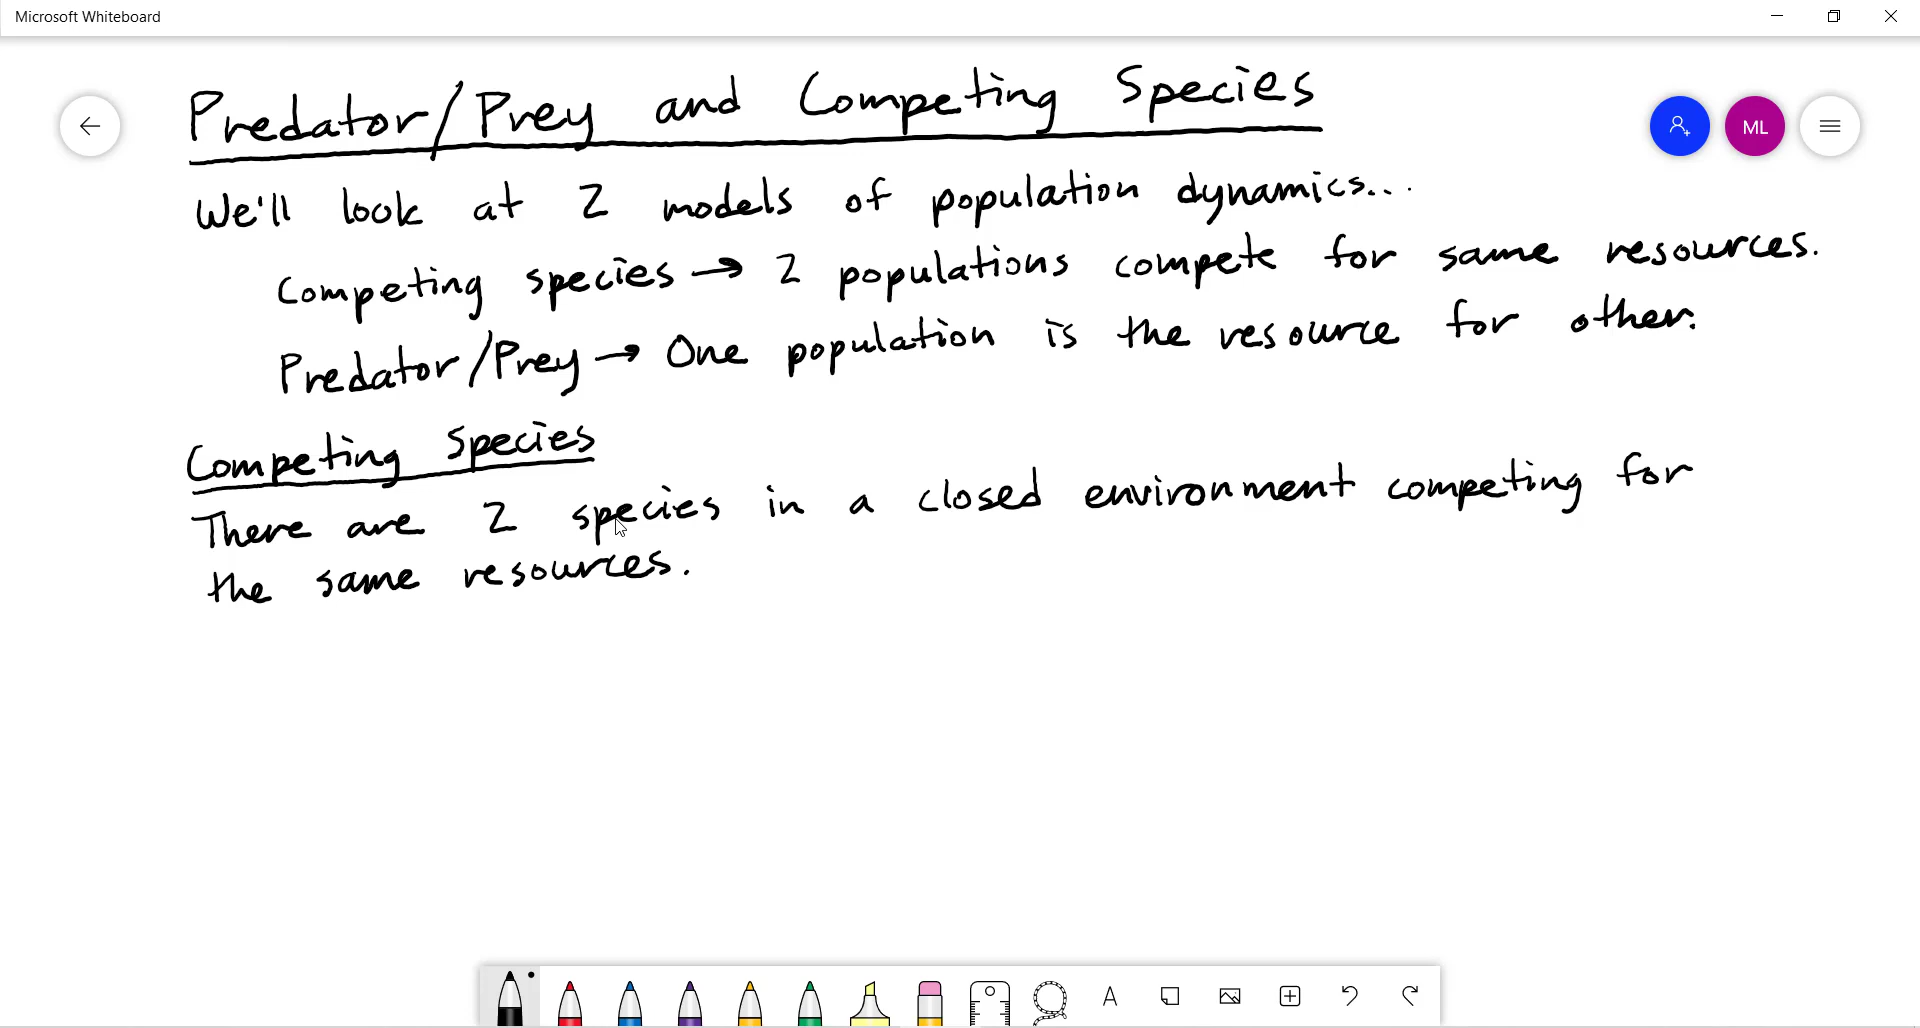 Microsoft Whiteboard
Predator/Prey and Competing Species
ML
We'll look at 2 models of population dynamics...
Competing species → 2 populations compete for same resources.
Predator/Prey → One population is the resource for other.
Competing Species
There are 2 species in a closed environment competing for
the same resources.
A